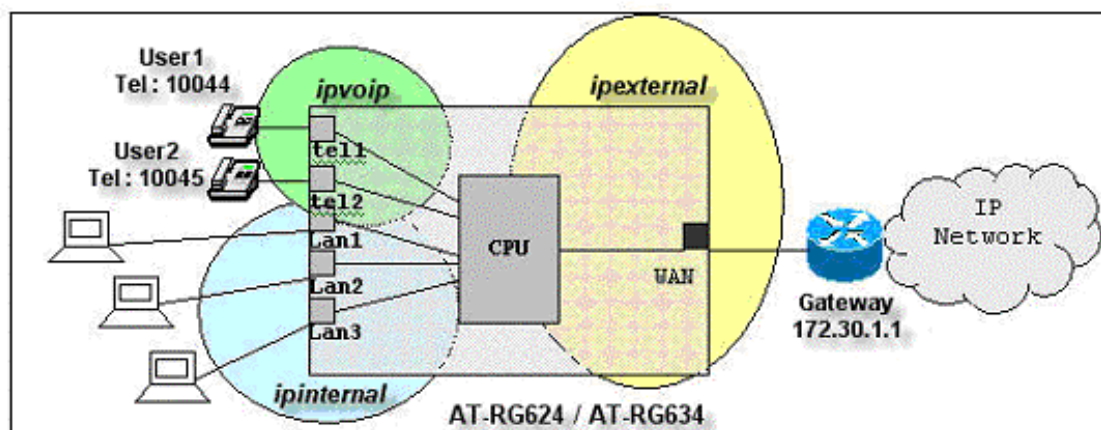 User1
Tel : 10044
ipvoip
ipexternal
tel1
User2
Tel : 10045
tel2
Lan1
CPU
IP
Network
Lan2
WAN
Lan3
Gateway
172.30.1.1
ipinternal
AT-RG624 / AT-RG634